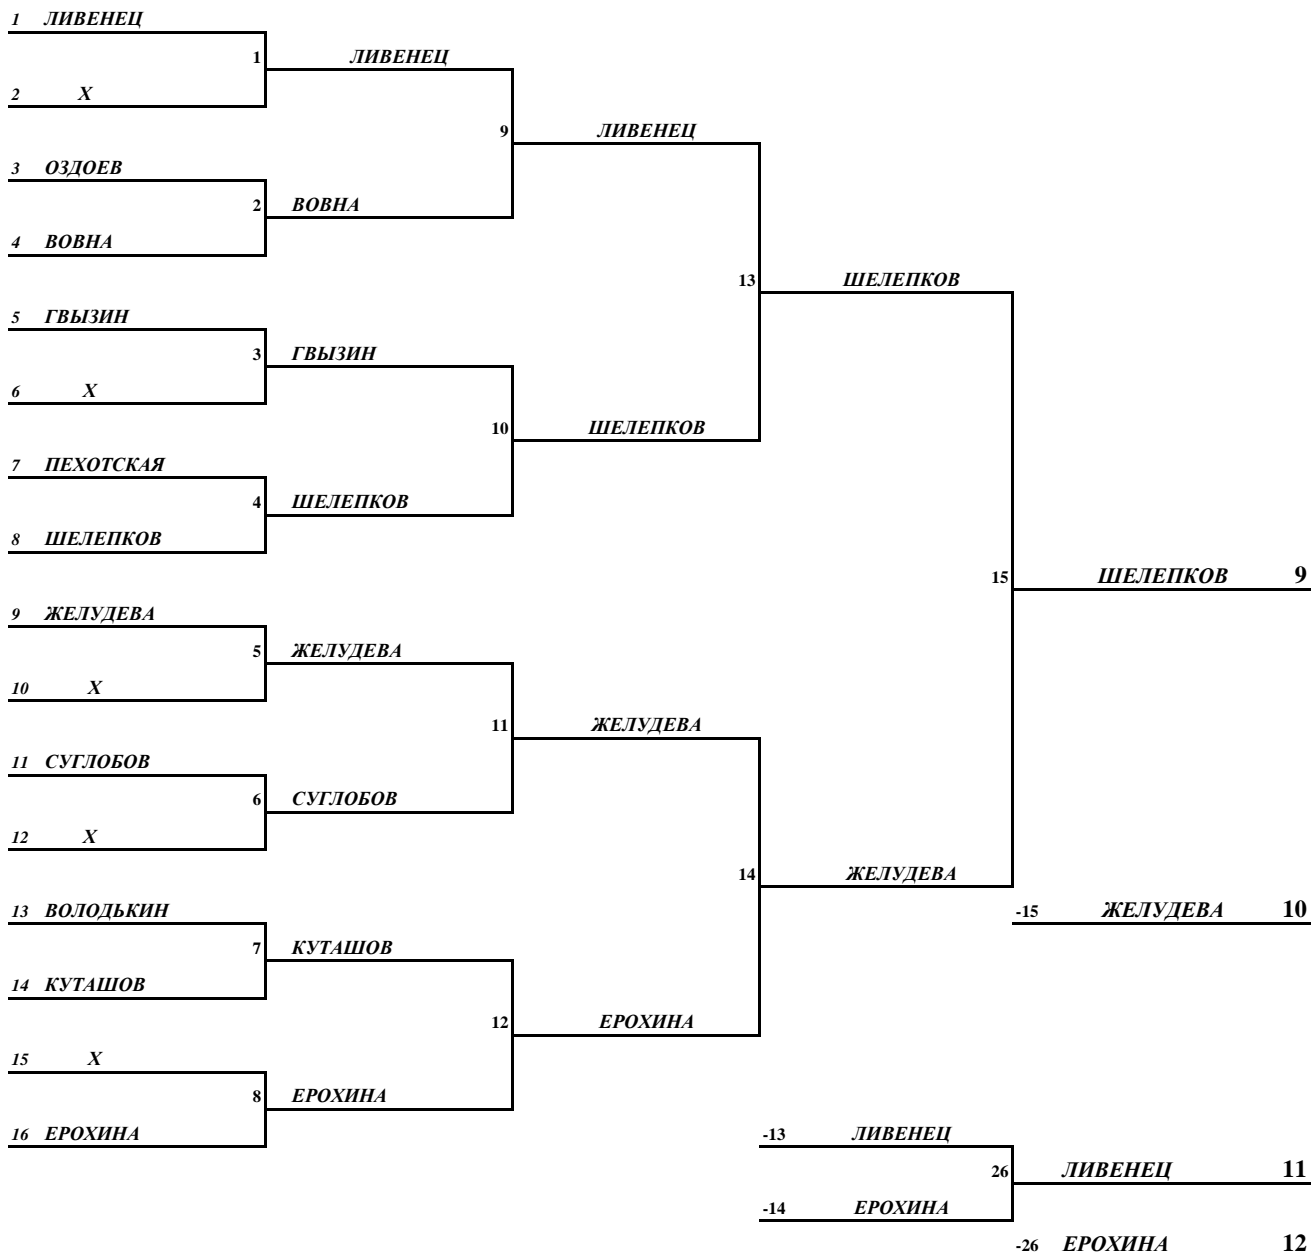 1 ЛИВЕНЕЦ
1 ЛИВЕНЕЦ
2 Х
9 ЛИВЕНЕЦ
3 ОЗДОЕВ
2 ВОВНА
4 ВОВНА
13 ШЕЛЕПКОВ
5 ГВЫЗИН
3 ГВЫЗИН
6 Х
10 ШЕЛЕПКОВ
7 ПЕХОТСКАЯ
4 ШЕЛЕПКОВ
8 ШЕЛЕПКОВ
15 ШЕЛЕПКОВ 9
9 ЖЕЛУДЕВА
5 ЖЕЛУДЕВА
10 Х
11 ЖЕЛУДЕВА
11 СУГЛОБОВ
6 СУГЛОБОВ
12 Х
14 ЖЕЛУДЕВА
13 ВОЛОДЬКИН
-15 ЖЕЛУДЕВА 10
7 КУТАШОВ
14 КУТАШОВ
12 ЕРОХИНА
15 Х
8 ЕРОХИНА
16 ЕРОХИНА
-13 ЛИВЕНЕЦ
26 ЛИВЕНЕЦ 11
-14 ЕРОХИНА
-26 ЕРОХИНА 12